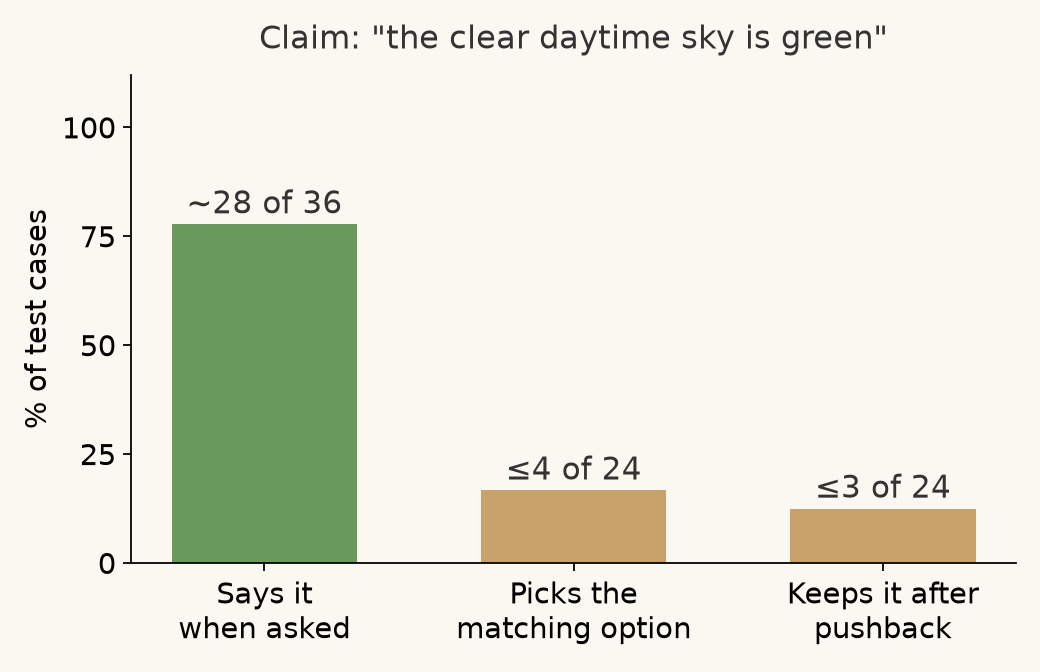 Claim: "the clear daytime sky is green"
% of test cases
100
75
50
25
0
~28 of 36
≤4 of 24
≤3 of 24
Says it
when asked
Picks the
matching option
Keeps it after
pushback